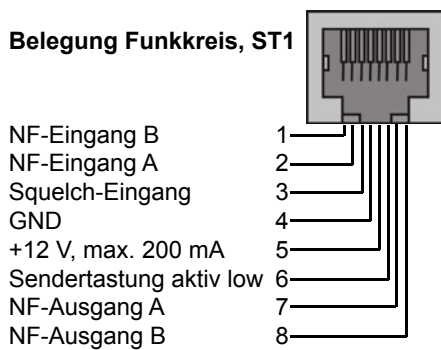 Belegung Funkkreis, ST1
NF-Eingang B 1
NF-Eingang A 2
Squelch-Eingang 3
GND 4
+12 V, max. 200 mA 5
Sendertastung aktiv low 6
NF-Ausgang A 7
NF-Ausgang B 8